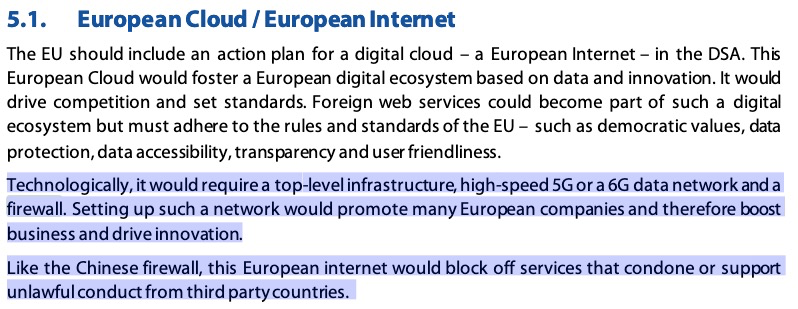 5.1. European Cloud / European Internet
The EU should include an action plan for a digital cloud – a European Internet – in the DSA. This
European Cloud would foster a European digital ecosystem based on data and innovation. It would
drive competition and set standards. Foreign web services could become part of such a digital
ecosystem but must adhere to the rules and standards of the EU – such as democratic values, data
protection, data accessibility, transparency and user friendliness.
Technologically, it would require a top-level infrastructure, high-speed 5G or a 6G data network and a
firewall. Setting up such a network would promote many European companies and therefore boost
business and drive innovation.
Like the Chinese firewall, this European internet would block off services that condone or support
unlawful conduct from third party countries.